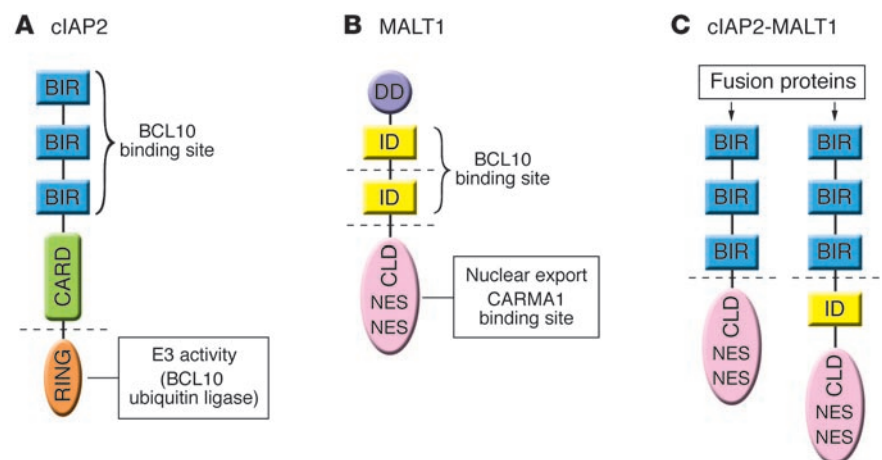 A cIAP2
BIR
BIR
BIR
BCL10
binding site
CARD
RING
E3 activity
(BCL10
ubiquitin ligase)
B MALT1
DD
ID
ID
BCL10
binding site
CLD
NES
NES
Nuclear export
CARMA1
binding site
C cIAP2-MALT1
Fusion proteins
BIR
BIR
BIR
CLD
NES
NES
BIR
BIR
BIR
ID
CLD
NES
NES